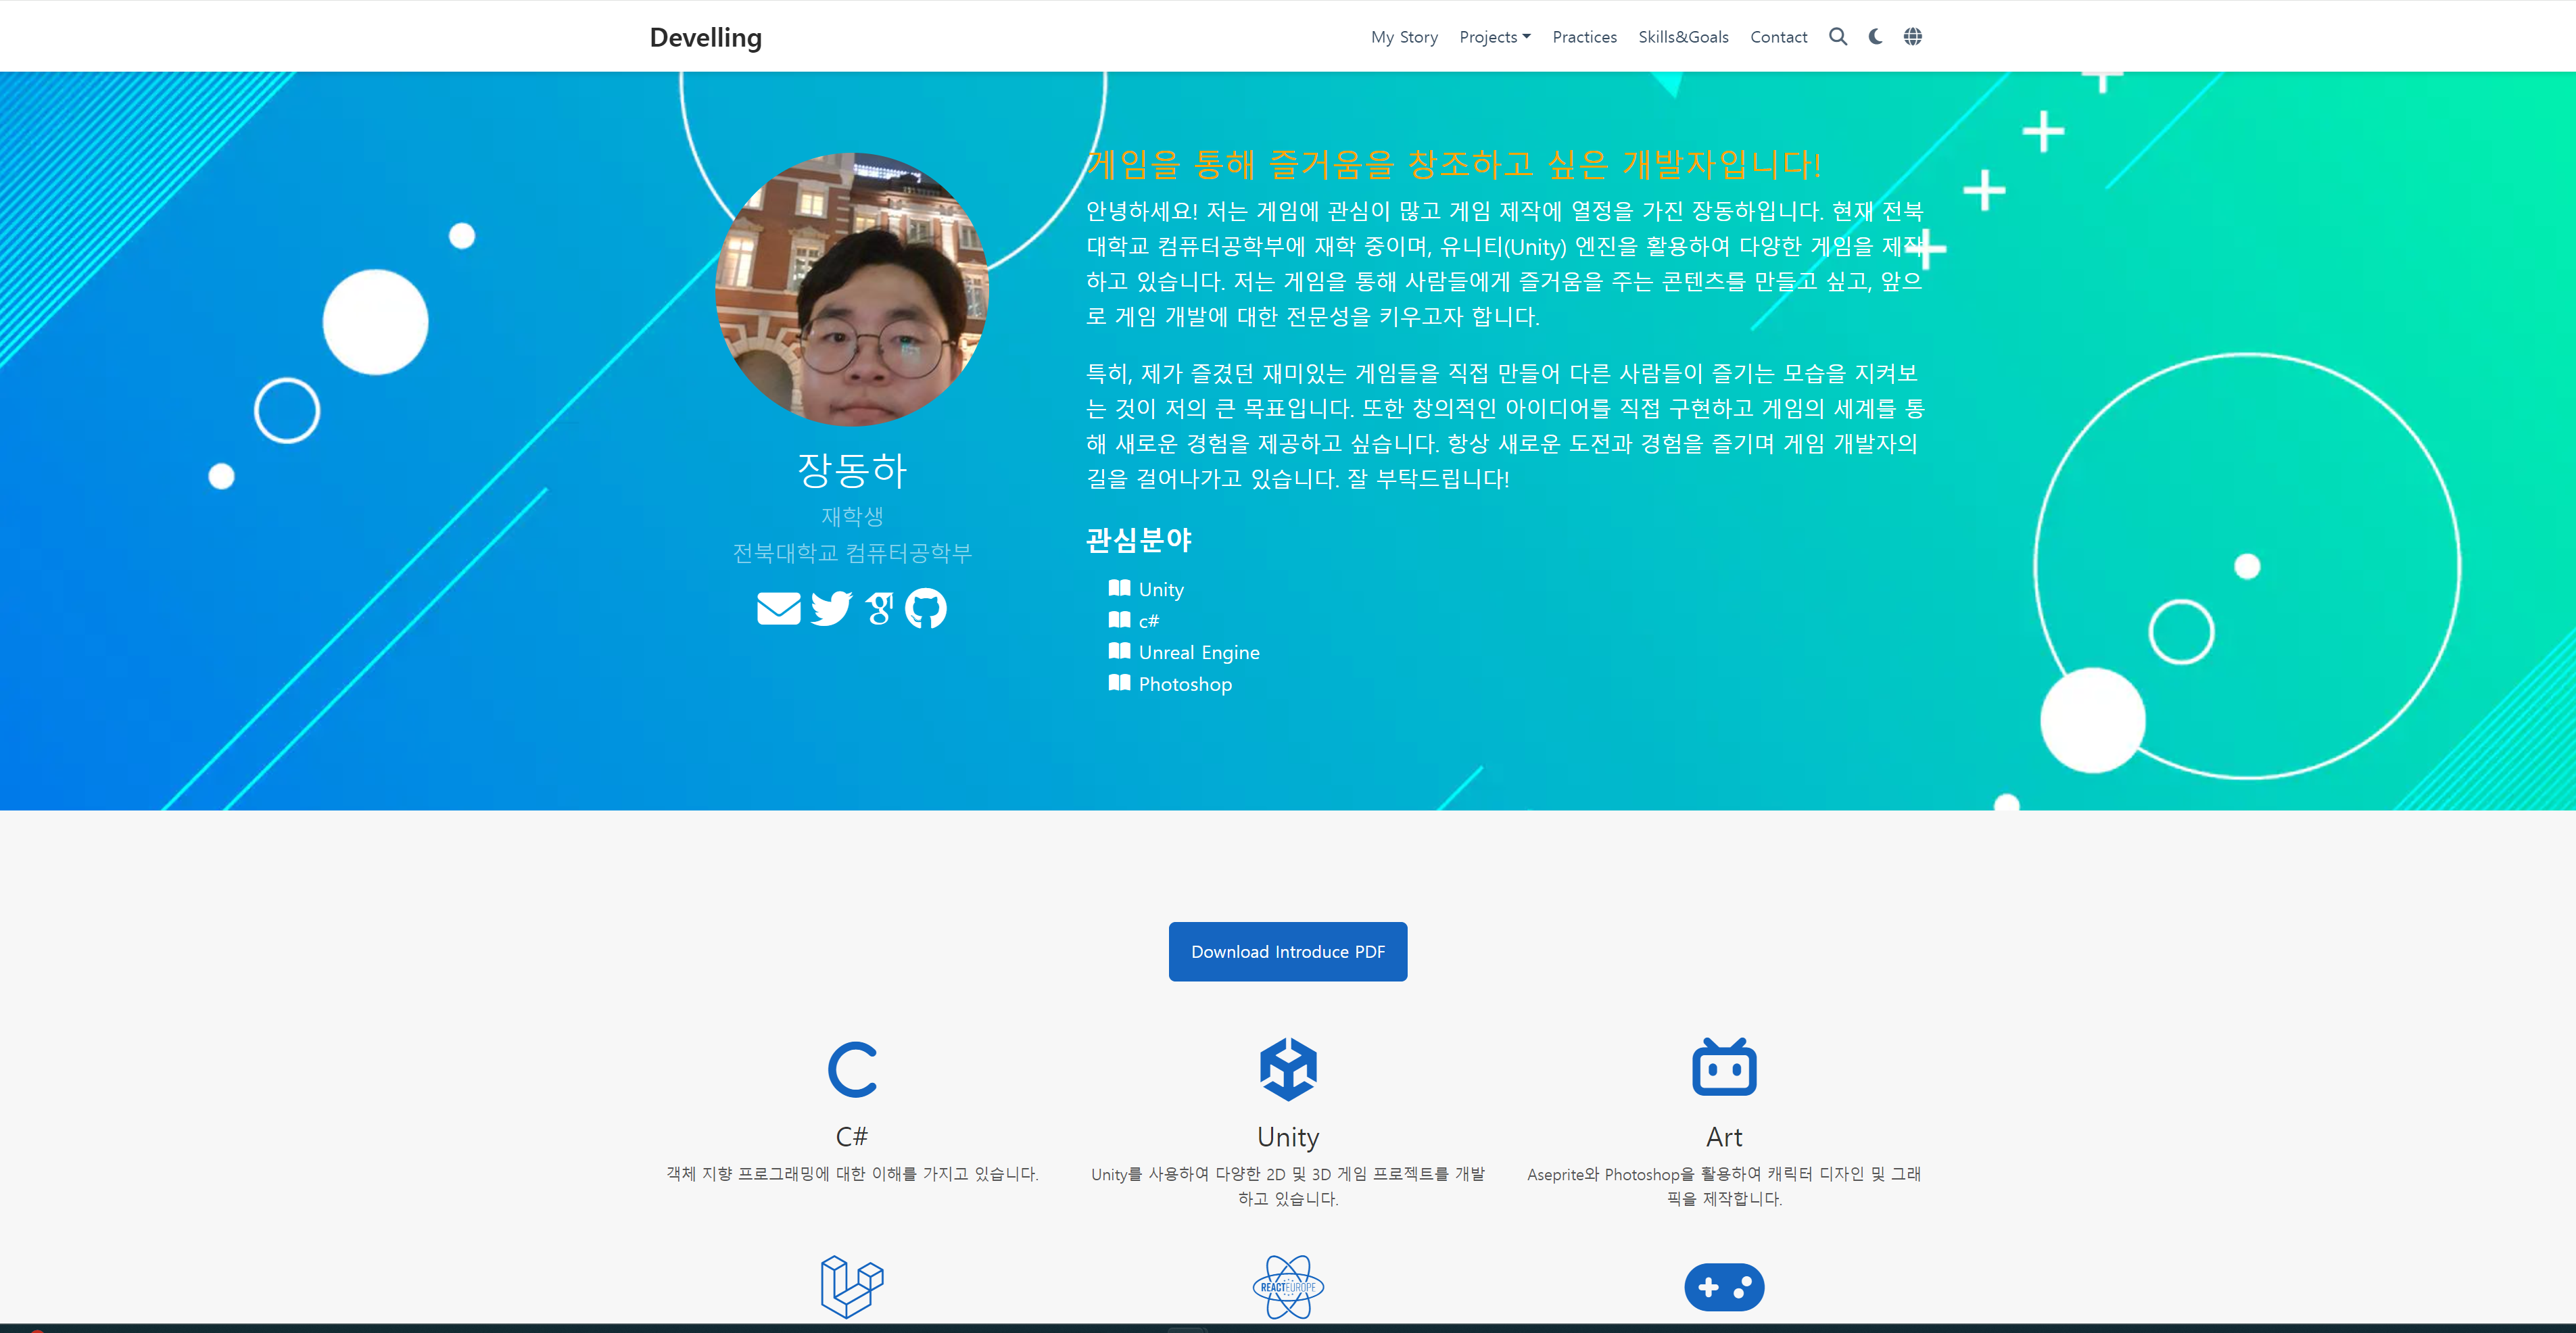 Develling
My Story Projects Practices Skills&Goals Contact
게임을 통해 즐거움을 창조하고 싶은 개발자입니다!
안녕하세요! 저는 게임에 관심이 많고 게임 제작에 열정을 가진 장동하입니다. 현재 전북
대학교 컴퓨터공학부에 재학 중이며, 유니티(Unity) 엔진을 활용하여 다양한 게임을 제작
하고 있습니다. 저는 게임을 통해 사람들에게 즐거움을 주는 콘텐츠를 만들고 싶고, 앞으
로 게임 개발에 대한 전문성을 키우고자 합니다.
특히, 제가 즐겼던 재미있는 게임들을 직접 만들어 다른 사람들이 즐기는 모습을 지켜보
는 것이 저의 큰 목표입니다. 또한 창의적인 아이디어를 직접 구현하고 게임의 세계를 통
해 새로운 경험을 제공하고 싶습니다. 항상 새로운 도전과 경험을 즐기며 게임 개발자의
길을 걸어나가고 있습니다. 잘 부탁드립니다!
장동하
재학생
전북대학교 컴퓨터공학부
관심분야
Unity
c#
Unreal Engine
Photoshop
Download Introduce PDF
C#
객체 지향 프로그래밍에 대한 이해를 가지고 있습니다.
Unity
Unity를 사용하여 다양한 2D 및 3D 게임 프로젝트를 개발
하고 있습니다.
Art
Aseprite와 Photoshop을 활용하여 캐릭터 디자인 및 그래
픽을 제작합니다.
REACTEUROPE